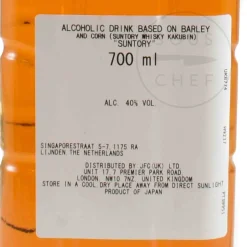 ALCOHOLIC DRINK BASED ON BARLEY
AND CORN (SUNTORY WHISKY KAKUBIN)
"SUNTORY"
700 ml
ALC. 40% VOL
SINGAPORESTRAAT 5-7, 1175 RA
LIJNDEN THE NETHERLANDS
DISTRIBUTED BY JFC(UK) LTD
UNIT 17,7 PREMIER PARK ROAD
LONDON, NW10 7NZ, UNITED KINGDOM
STORE IN A COOL DRY PLACE AWAY FROM DIRECT SUNLIGHT
PRODUCT OF JAPAN
CHEF